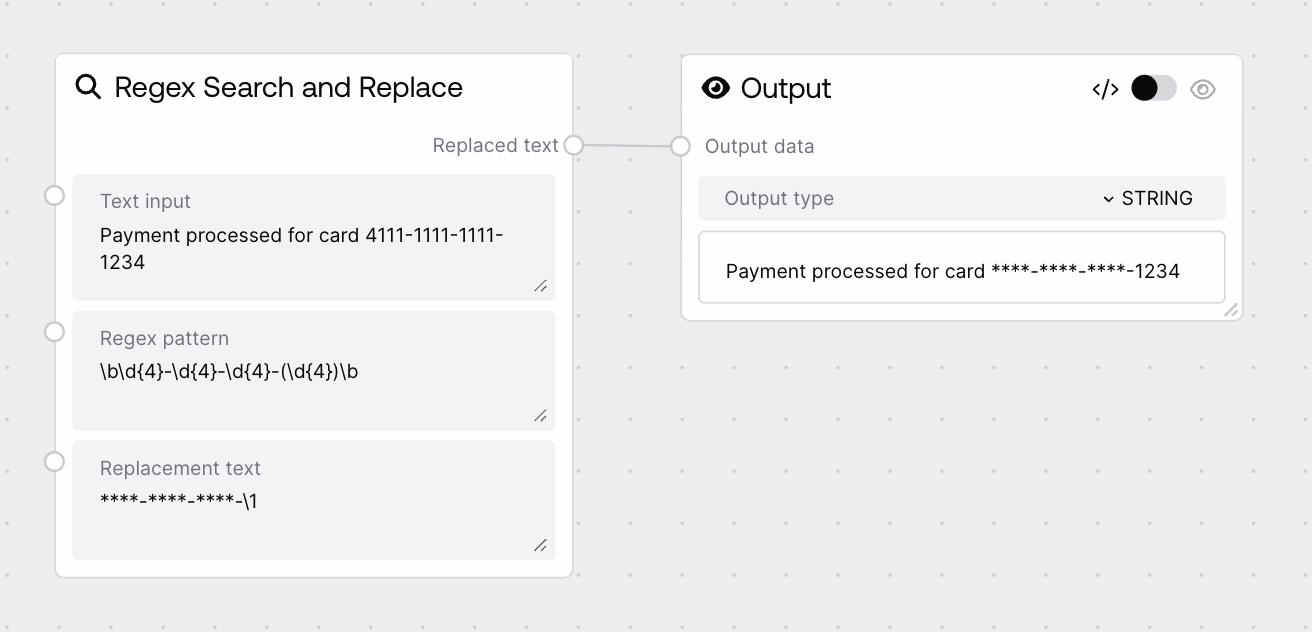 Regex Search and Replace
Replaced text
Text input
Payment processed for card 4111-1111-1111-
1234
Regex pattern
\b\d{4}-\d{4}-\d{4}-(\d{4})\b
Replacement text
****-****-****-\1
Output
</>
Output data
Output type
STRING
Payment processed for card ****-****-****-1234